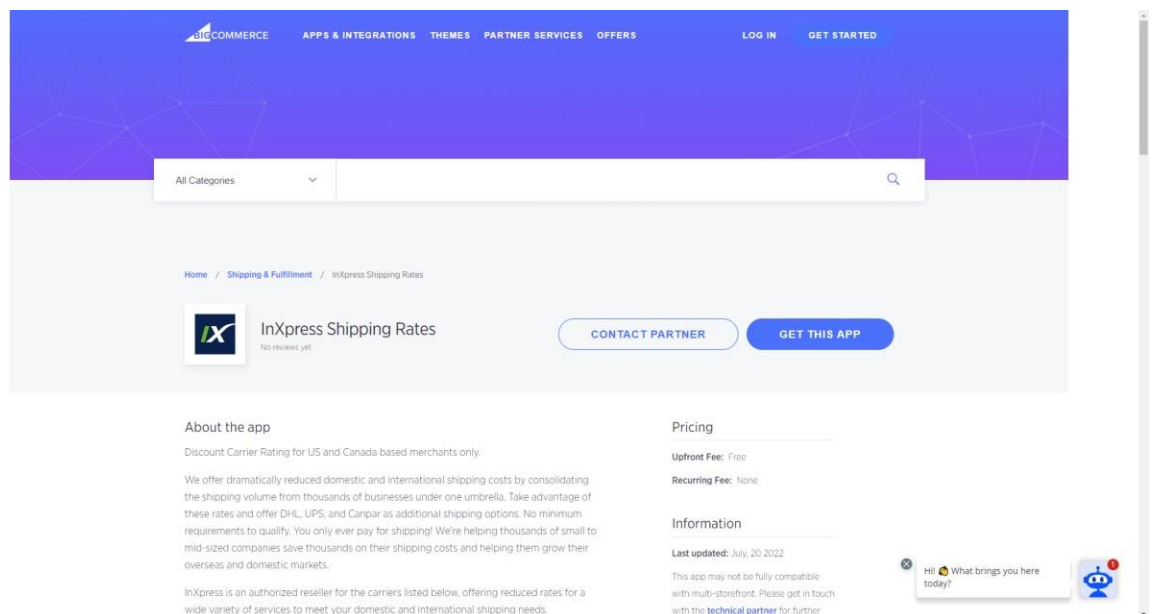 BIGCOMMERCE APPS & INTEGRATIONS THEMES PARTNER SERVICES OFFERS LOG IN GET STARTED
All Categories
Home / Shipping & Fulfillment / InXpress Shipping Rates
IX
InXpress Shipping Rates
No reviews yet
CONTACT PARTNER
GET THIS APP
About the app
Discount Carrier Rating for US and Canada based merchants only.
We offer dramatically reduced domestic and international shipping costs by consolidating
the shipping volume from thousands of businesses under one umbrella. Take advantage of
these rates and offer DHL, UPS, and Canpar as additional shipping options. No minimum
requirements to qualify. You only ever pay for shipping! We're helping thousands of small to
mid-sized companies save thousands on their shipping costs and helping them grow their
overseas and domestic markets.
InXpress is an authorized reseller for the carriers listed below, offering reduced rates for a
wide variety of services to meet your domestic and international shipping needs.
Pricing
Upfront Fee: Free
Recurring Fee: None
Information
Last updated: July, 20 2022
This app may not be fully compatible
with multi-storefront. Please get in touch
with the technical partner for further
Hi! What brings you here
today?
1